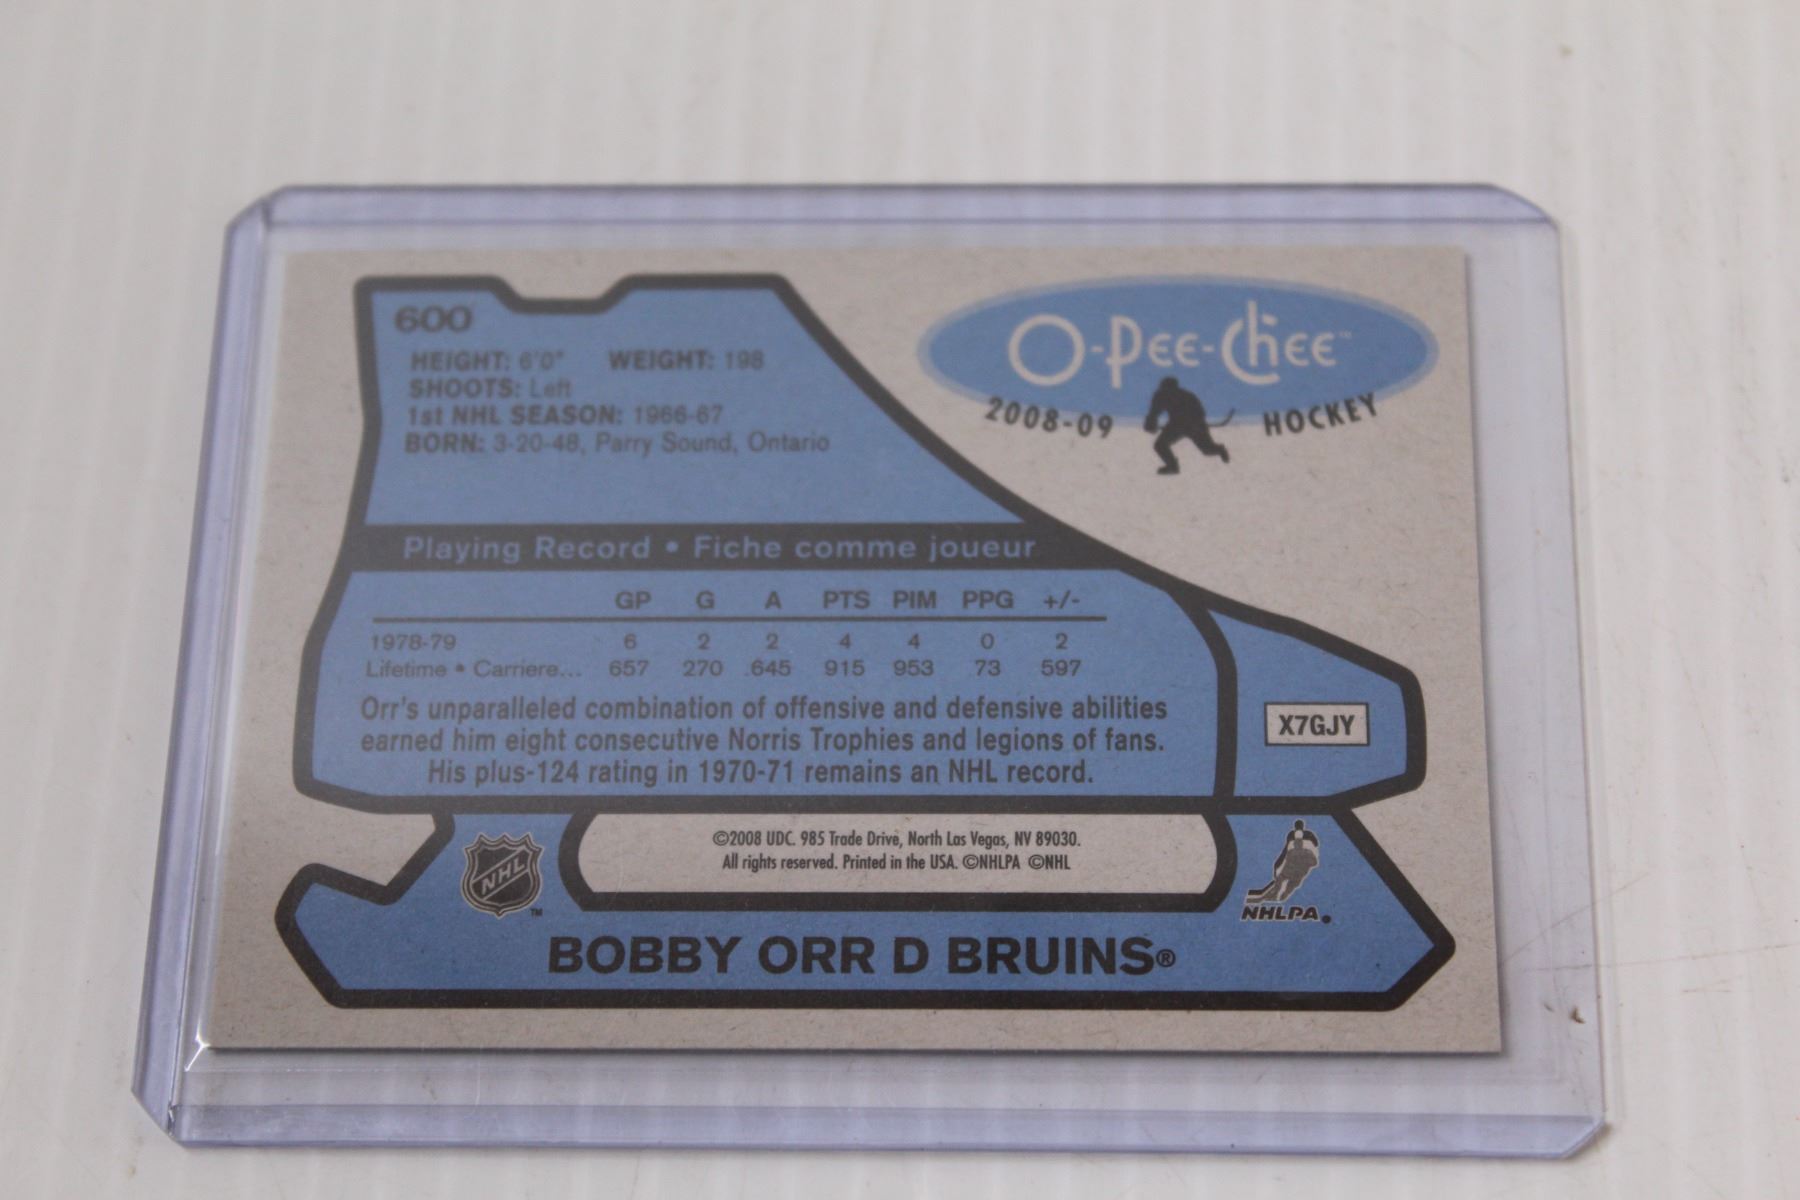 600
HEIGHT: 6'0" WEIGHT: 198
SHOOTS: Left
1st NHL SEASON: 1966-67
BORN: 3-20-48, Parry Sound, Ontario
O-Pee-Chee™
2008-09 HOCKEY
Playing Record • Fiche comme joueur
GP G A PTS PIM PPG +/-
1978-79 6 2 2 4 4 0 2
Lifetime • Carriere... 657 270 645 915 953 73 597
Orr's unparalleled combination of offensive and defensive abilities
earned him eight consecutive Norris Trophies and legions of fans.
His plus-124 rating in 1970-71 remains an NHL record.
X7GJY
©2008 UDC. 985 Trade Drive, North Las Vegas, NV 89030.
All rights reserved. Printed in the USA. ©NHLPA ©NHL
NHL™
NHLPA®
BOBBY ORR D BRUINS®